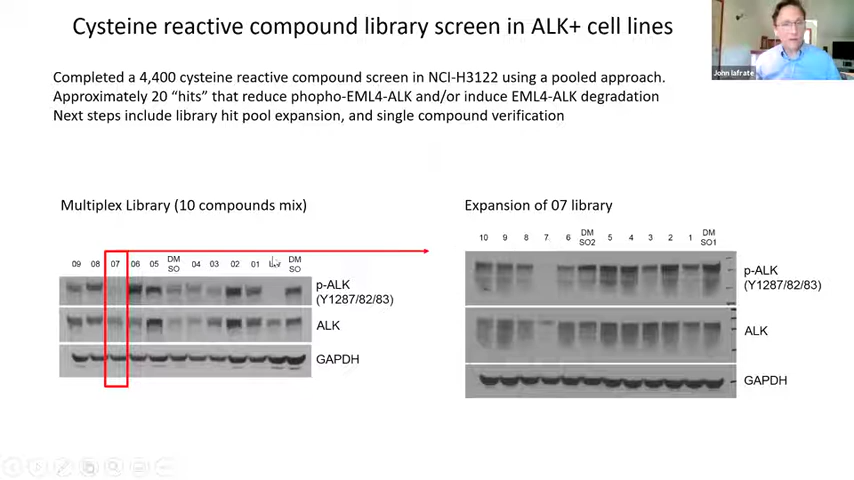 Cysteine reactive compound library screen in ALK+ cell lines
John Iafrate
Completed a 4,400 cysteine reactive compound screen in NCI-H3122 using a pooled approach.
Approximately 20 “hits” that reduce phopho-EML4-ALK and/or induce EML4-ALK degradation
Next steps include library hit pool expansion, and single compound verification
Multiplex Library (10 compounds mix)
09 08 07 06 05 DM SO 04 03 02 01 DM SO
p-ALK
(Y1287/82/83)
ALK
GAPDH
Expansion of 07 library
10 9 8 7 6 DM SO2 5 4 3 2 1 DM SO1
p-ALK
(Y1287/82/83)
ALK
GAPDH